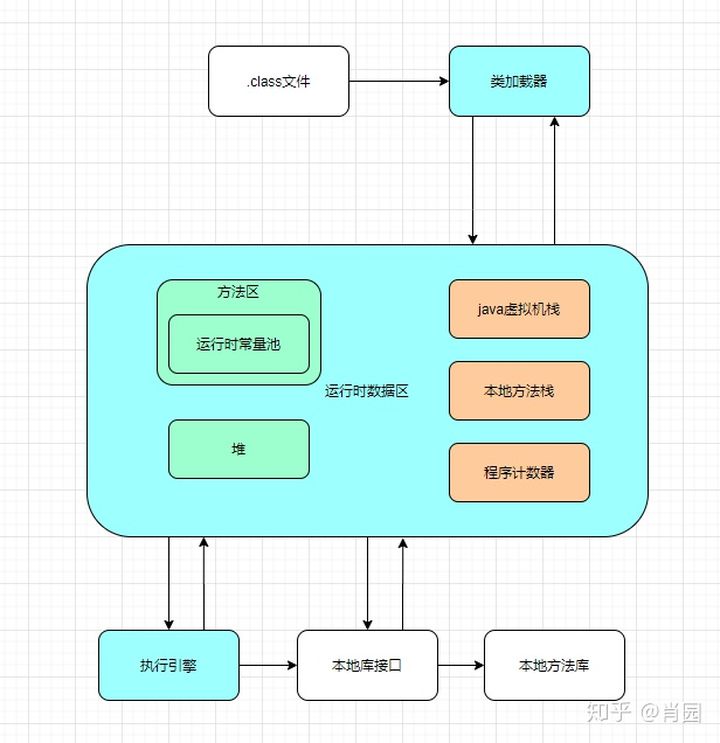 .class文件
类加载器
方法区
运行时常量池
java虚拟机栈
运行时数据区
本地方法栈
堆
程序计数器
执行引擎
本地库接口
本地方法库
知乎 @肖园